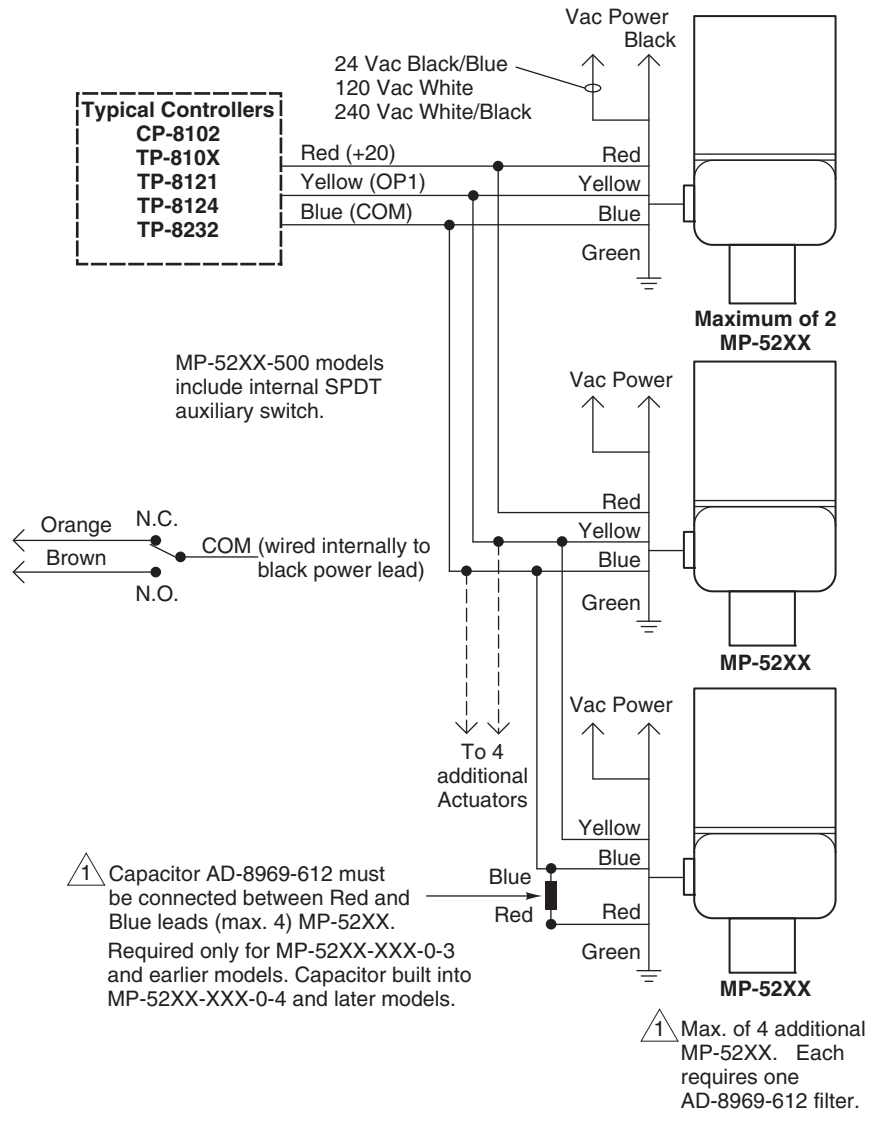 Vac Power
Black
24 Vac Black/Blue
120 Vac White
240 Vac White/Black
Typical Controllers
CP-8102
TP-810X
TP-8121
TP-8124
TP-8232
Red (+20)
Yellow (OP1)
Blue (COM)
Red
Yellow
Blue
Green
Maximum of 2
MP-52XX
MP-52XX-500 models
include internal SPDT
auxiliary switch.
Vac Power
Red
Yellow
Blue
Green
MP-52XX
Orange
N.C.
Brown
N.O.
COM (wired internally to
black power lead)
To 4
additional
Actuators
Vac Power
Yellow
Blue
Red
Green
MP-52XX
Blue
Red
1 Capacitor AD-8969-612 must
be connected between Red and
Blue leads (max. 4) MP-52XX.
Required only for MP-52XX-XXX-0-3
and earlier models. Capacitor built into
MP-52XX-XXX-0-4 and later models.
1 Max. of 4 additional
MP-52XX. Each
requires one
AD-8969-612 filter.